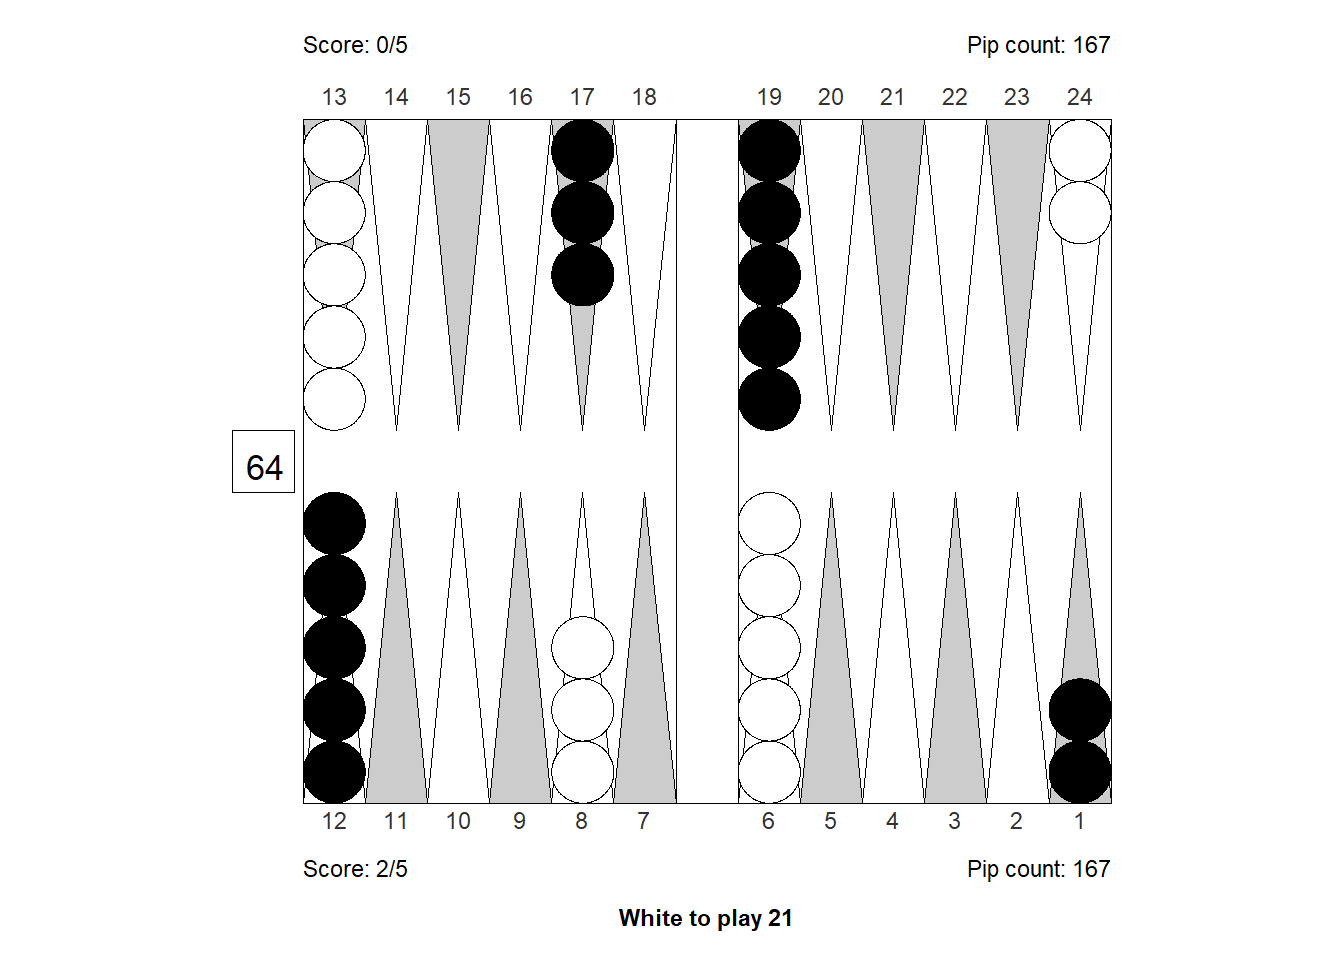 Score: 0/5 Pip count: 167
13 14 15 16 17 18 19 20 21 22 23 24
64
12 11 10 9 8 7 6 5 4 3 2 1
Score: 2/5 Pip count: 167
White to play 21